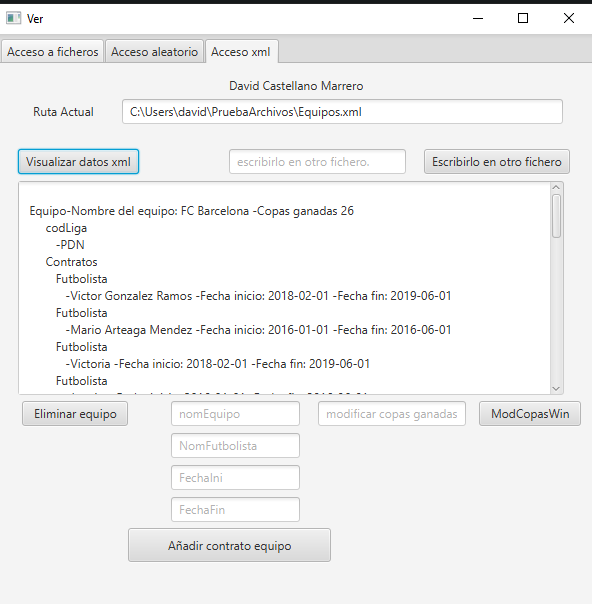 Ver
Acceso a ficheros Acceso aleatorio Acceso xml
David Castellano Marrero
Ruta Actual C:\Users\david\PruebaArchivos\Equipos.xml
Visualizar datos xml escribirlo en otro fichero. Escribirlo en otro fichero
Equipo-Nombre del equipo: FC Barcelona -Copas ganadas 26
codLiga
-PDN
Contratos
Futbolista
-Victor Gonzalez Ramos -Fecha inicio: 2018-02-01 -Fecha fin: 2019-06-01
Futbolista
-Mario Arteaga Mendez -Fecha inicio: 2016-01-01 -Fecha fin: 2016-06-01
Futbolista
-Victoria -Fecha inicio: 2018-02-01 -Fecha fin: 2019-06-01
Futbolista
Eliminar equipo nomEquipo modificar copas ganadas ModCopasWin
NomFutbolista
FechaIni
FechaFin
Añadir contrato equipo